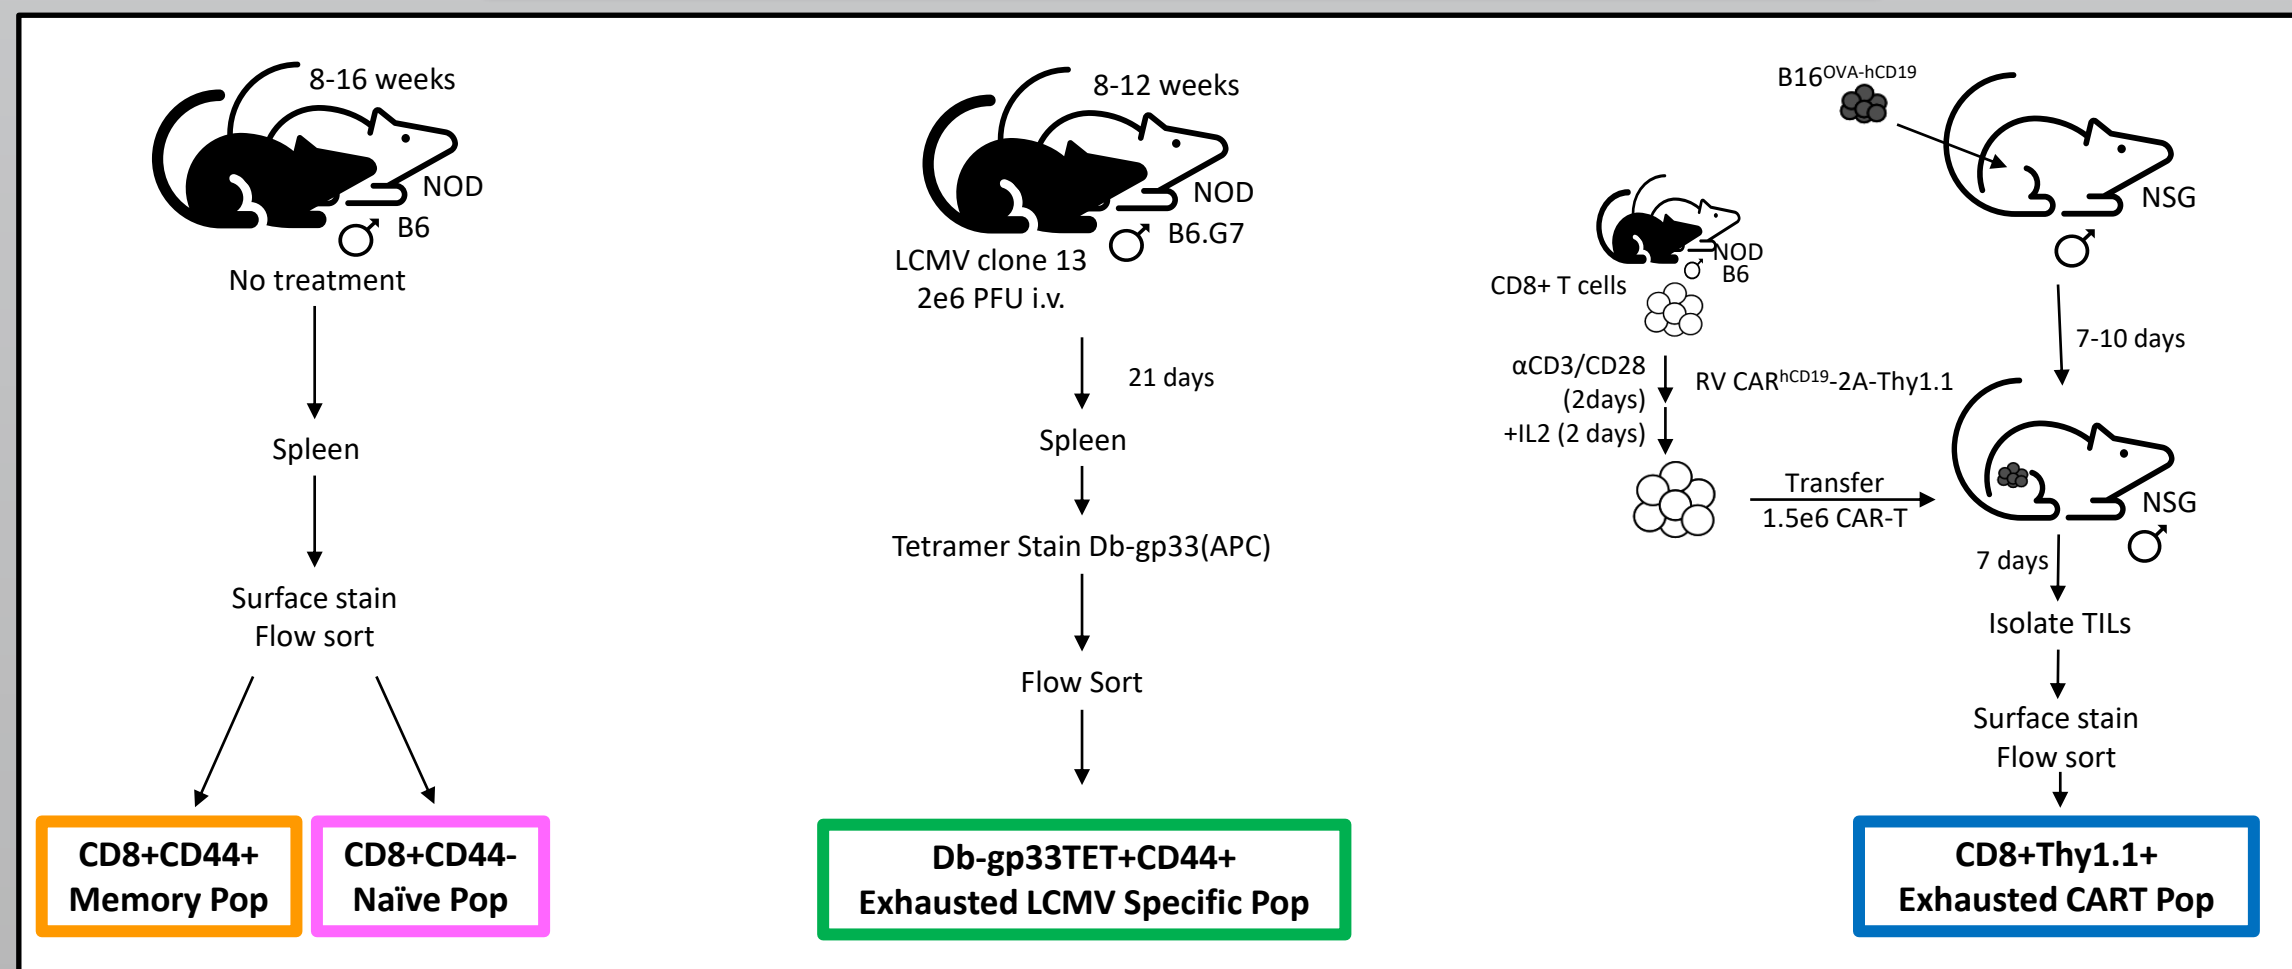 8-16 weeks
NOD
B6
No treatment
Spleen
Surface stain
Flow sort
CD8+CD44+
Memory Pop
CD8+CD44-
Naïve Pop
8-12 weeks
NOD
B6.G7
LCMV clone 13
2e6 PFU i.v.
21 days
Spleen
Tetramer Stain Db-gp33(APC)
Flow Sort
Db-gp33TET+CD44+
Exhausted LCMV Specific Pop
B16OVA-hCD19
NSG
NOD
B6
CD8+ T cells
7-10 days
αCD3/CD28
(2days)
+IL2 (2 days)
RV CARhCD19-2A-Thy1.1
Transfer
1.5e6 CAR-T
NSG
7 days
Isolate TILs
Surface stain
Flow sort
CD8+Thy1.1+
Exhausted CART Pop